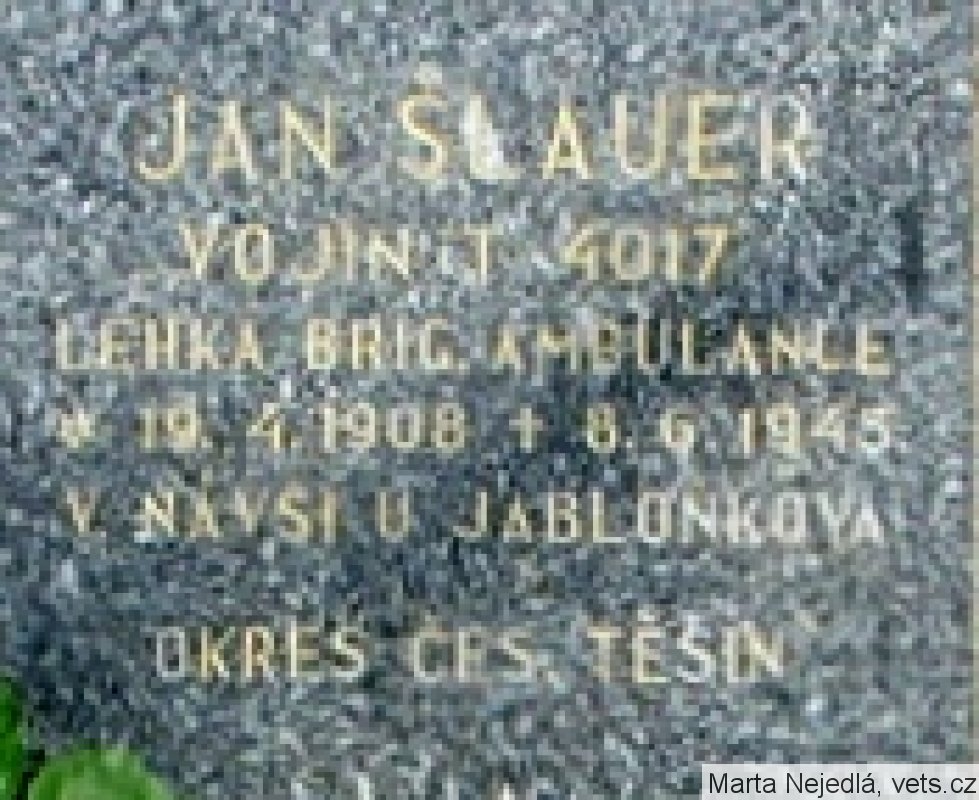 JAN ŠLAUER
VOJÍN T 4017
LEHKÁ BRIG. AMBULANCE
* 19. 4. 1908 † 8. 6. 1945
V. NÁVSÍ U JABLONKOVA
OKRES ČES. TĚŠÍN
Marta Nejedlá, vets.cz